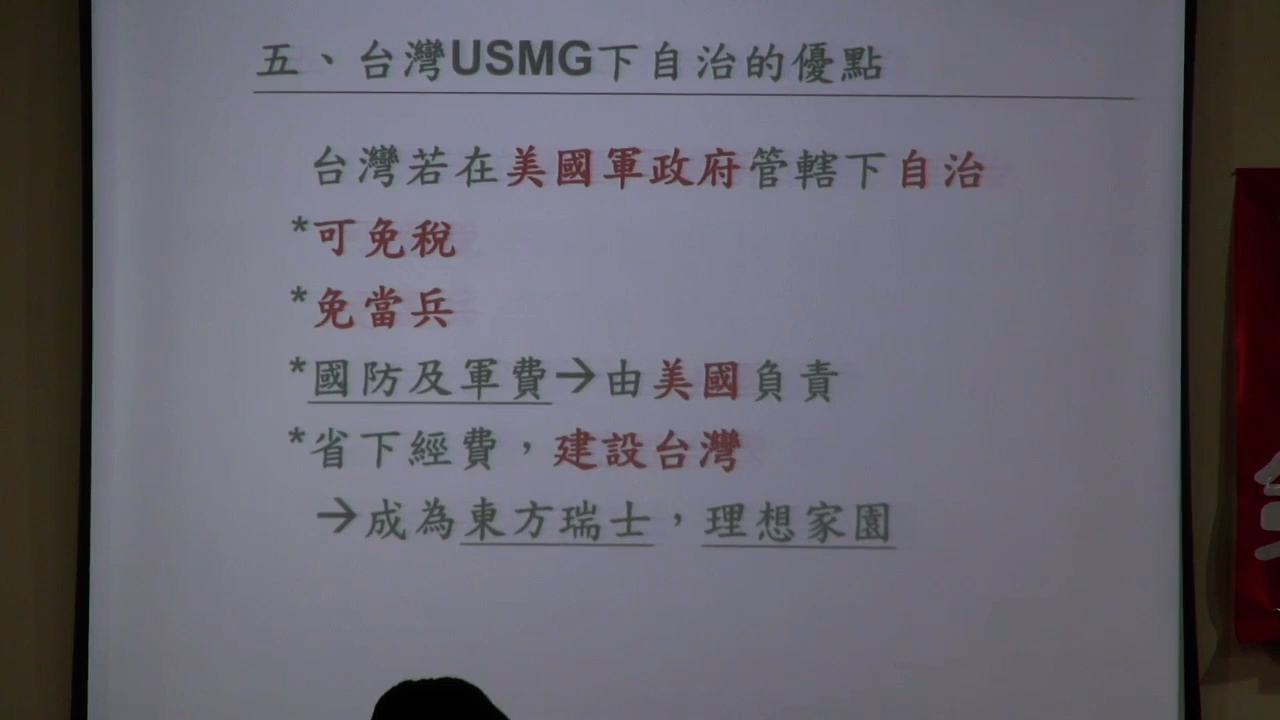 五、台灣USMG下自治的優點
台灣若在美國軍政府管轄下自治
*可免稅
*免當兵
*國防及軍費→由美國負責
*省下經費，建設台灣
→成為東方瑞士，理想家園